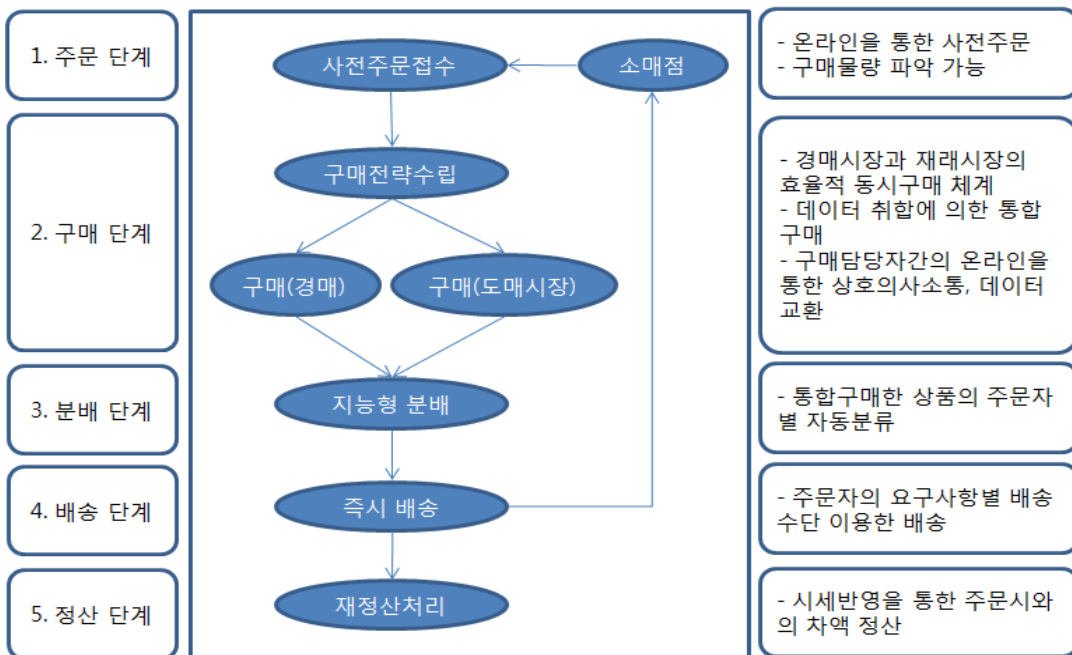 1. 주문 단계
사전주문접수
소매점
- 온라인을 통한 사전주문
- 구매물량 파악 가능
2. 구매 단계
구매전략수립
구매(경매)
구매(도매시장)
- 경매시장과 재래시장의
효율적 동시구매 체계
- 데이터 취합에 의한 통합
구매
- 구매담당자간의 온라인을
통한 상호의사소통, 데이터
교환
3. 분배 단계
지능형 분배
- 통합구매한 상품의 주문자
별 자동분류
4. 배송 단계
즉시 배송
- 주문자의 요구사항별 배송
수단 이용한 배송
5. 정산 단계
재정산처리
- 시세반영을 통한 주문시와
의 차액 정산